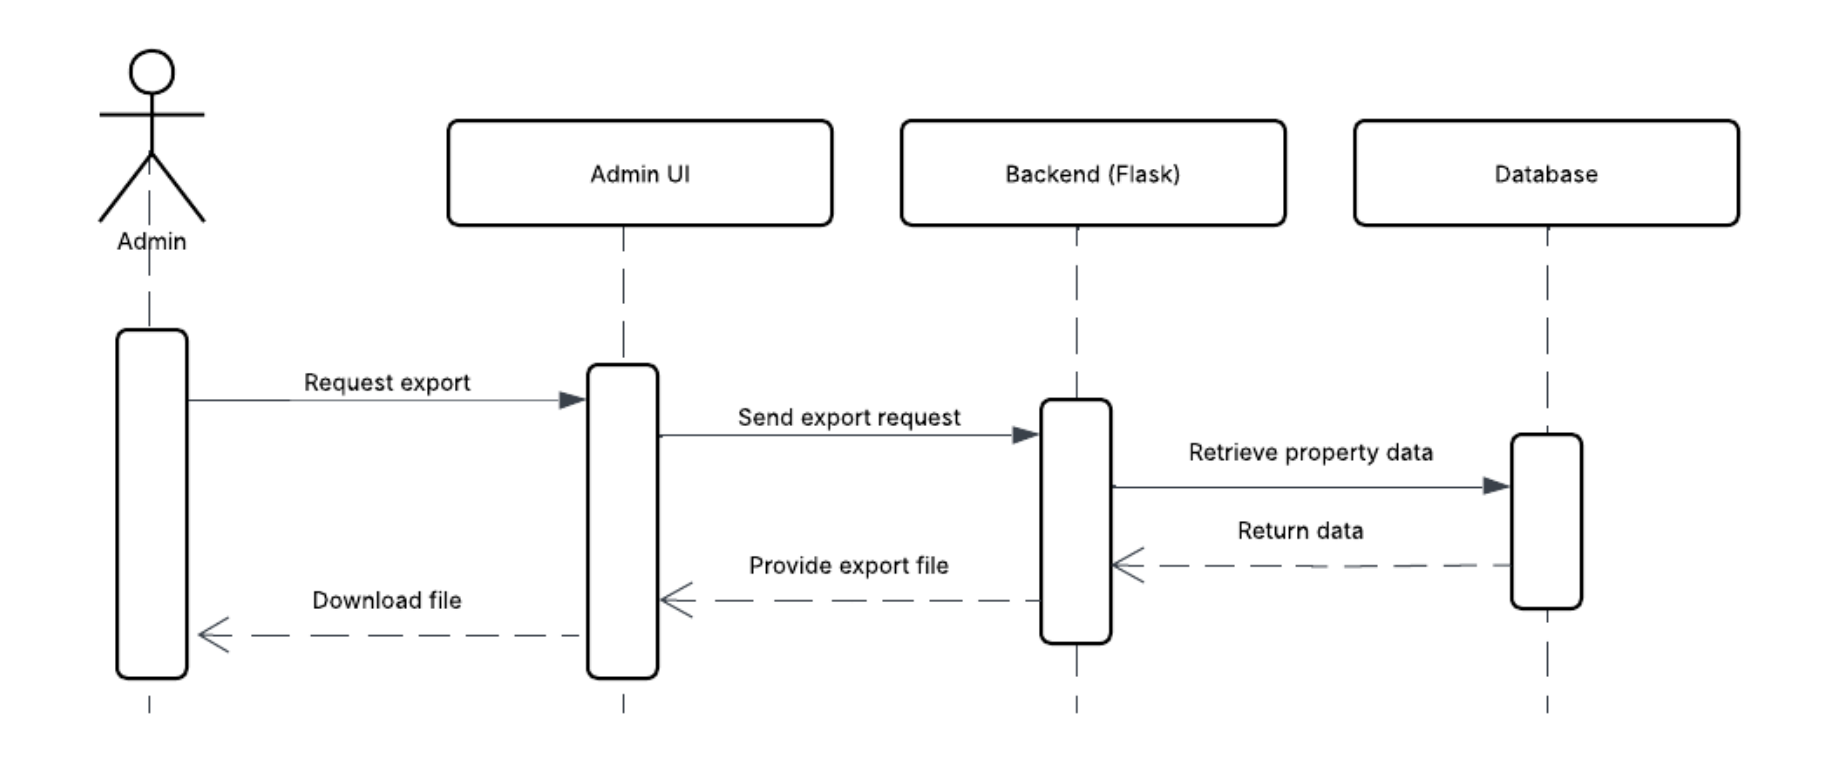 Admin UI
Backend (Flask)
Database
Admin
Request export
Send export request
Retrieve property data
Return data
Provide export file
Download file